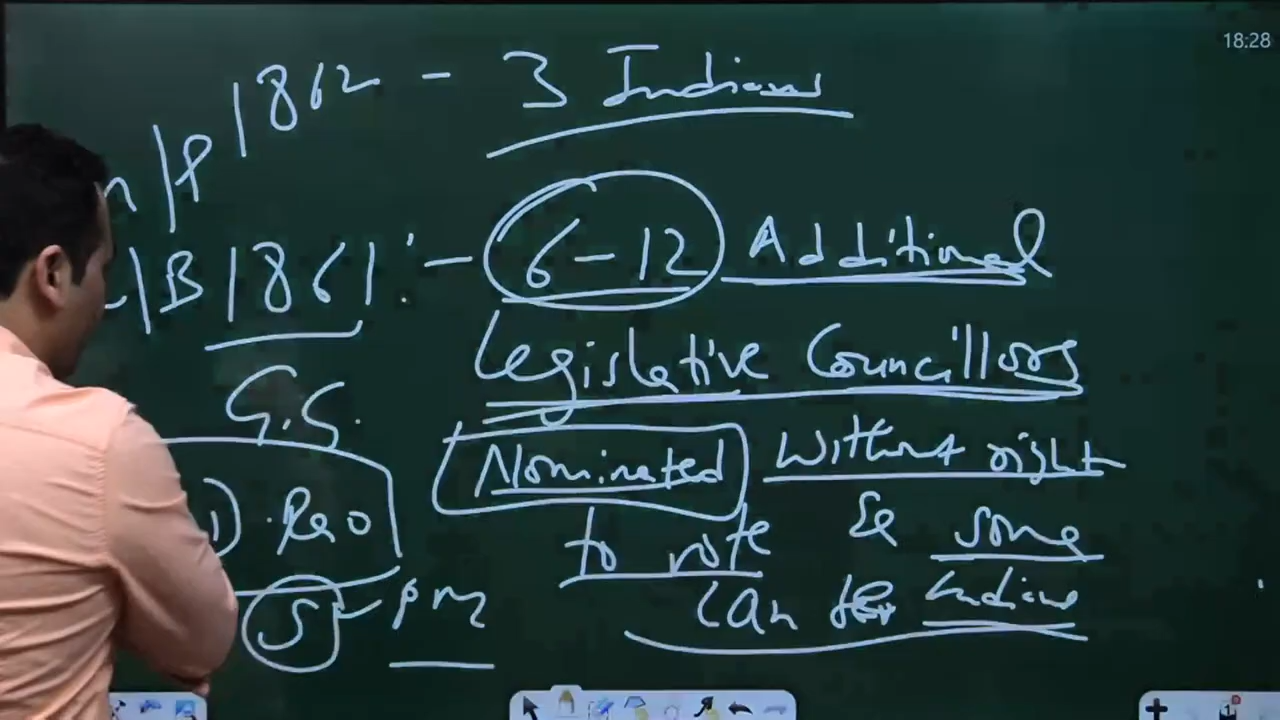 18:28
1862 - 3 Indians
n | P
| B | 1861 - 6-12 Additional
Legislative Councillors
G.G.
Nominated Without right
1) R & O to vote & some
5 - PM can be Indians